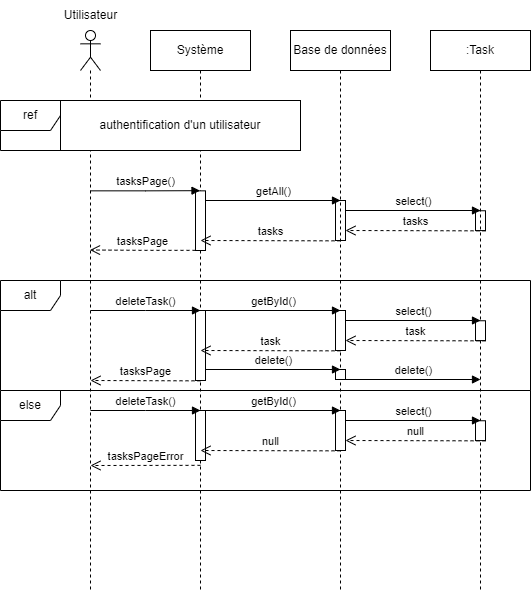 Utilisateur
Système
Base de données
:Task
ref
authentification d'un utilisateur
tasksPage()
getAll()
select()
tasks
tasks
tasksPage
alt
deleteTask()
getById()
select()
task
task
delete()
tasksPage
delete()
else
deleteTask()
getById()
select()
null
null
tasksPageError